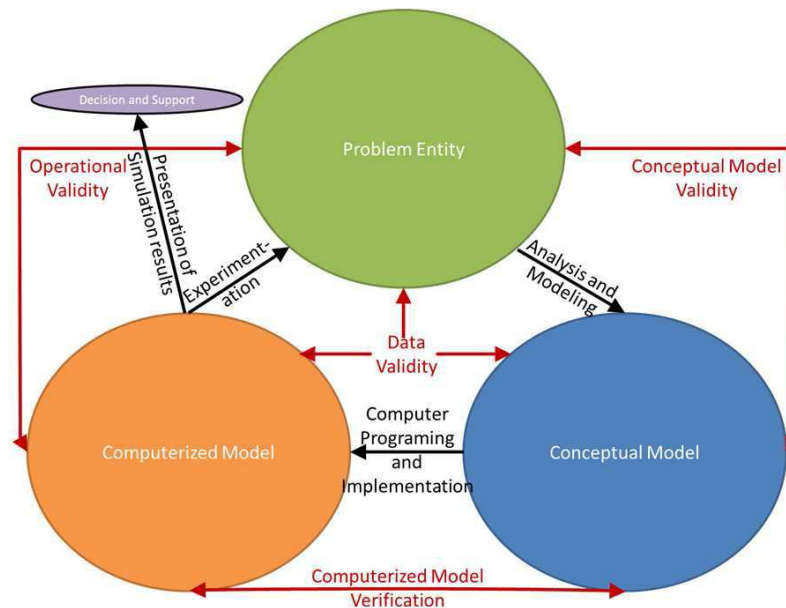 Decision and Support
Problem Entity
Operational
Validity
Conceptual Model
Validity
Presentation of
Simulation results
Experiment-
ation
Analysis and
Modeling
Data
Validity
Computer
Programing
and
Implementation
Computerized Model
Conceptual Model
Computerized Model
Verification